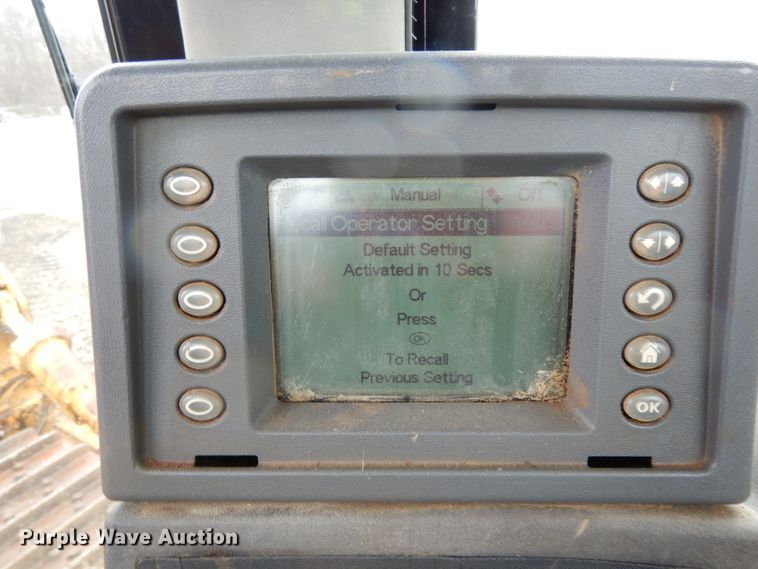 Manual Off
Recall Operator Setting
Default Setting
Activated in 10 Secs
Or
Press
OK
To Recall
Previous Setting
OK
Purple Wave Auction